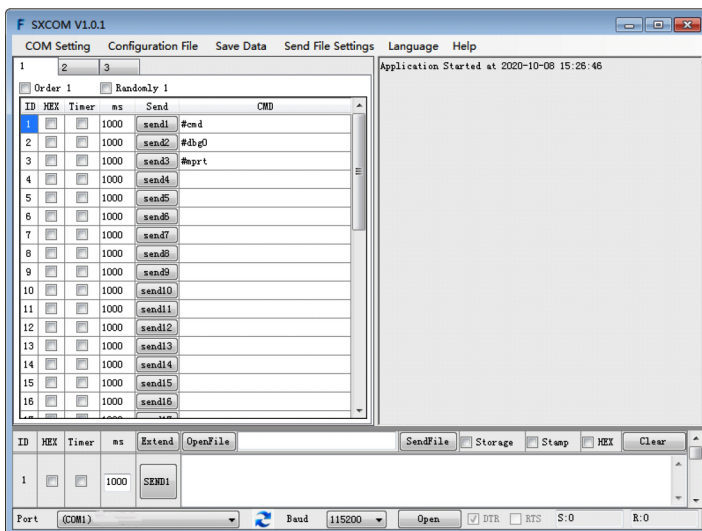 F SXCOM V1.0.1
COM Setting Configuration File Save Data Send File Settings Language Help
1 2 3
Order 1 Randomly 1
ID HEX Timer ms Send CMD
1 1000 send1 #cmd
2 1000 send2 #dbg0
3 1000 send3 #mprt
4 1000 send4
5 1000 send5
6 1000 send6
7 1000 send7
8 1000 send8
9 1000 send9
10 1000 send10
11 1000 send11
12 1000 send12
13 1000 send13
14 1000 send14
15 1000 send15
16 1000 send16
Application Started at 2020-10-08 15:26:46
ID HEX Timer ms Extend OpenFile SendFile Storage Stamp HEX Clear
1 1000 SEND1
Port (COM1) Baud 115200 Open DTR RTS S:0 R:0